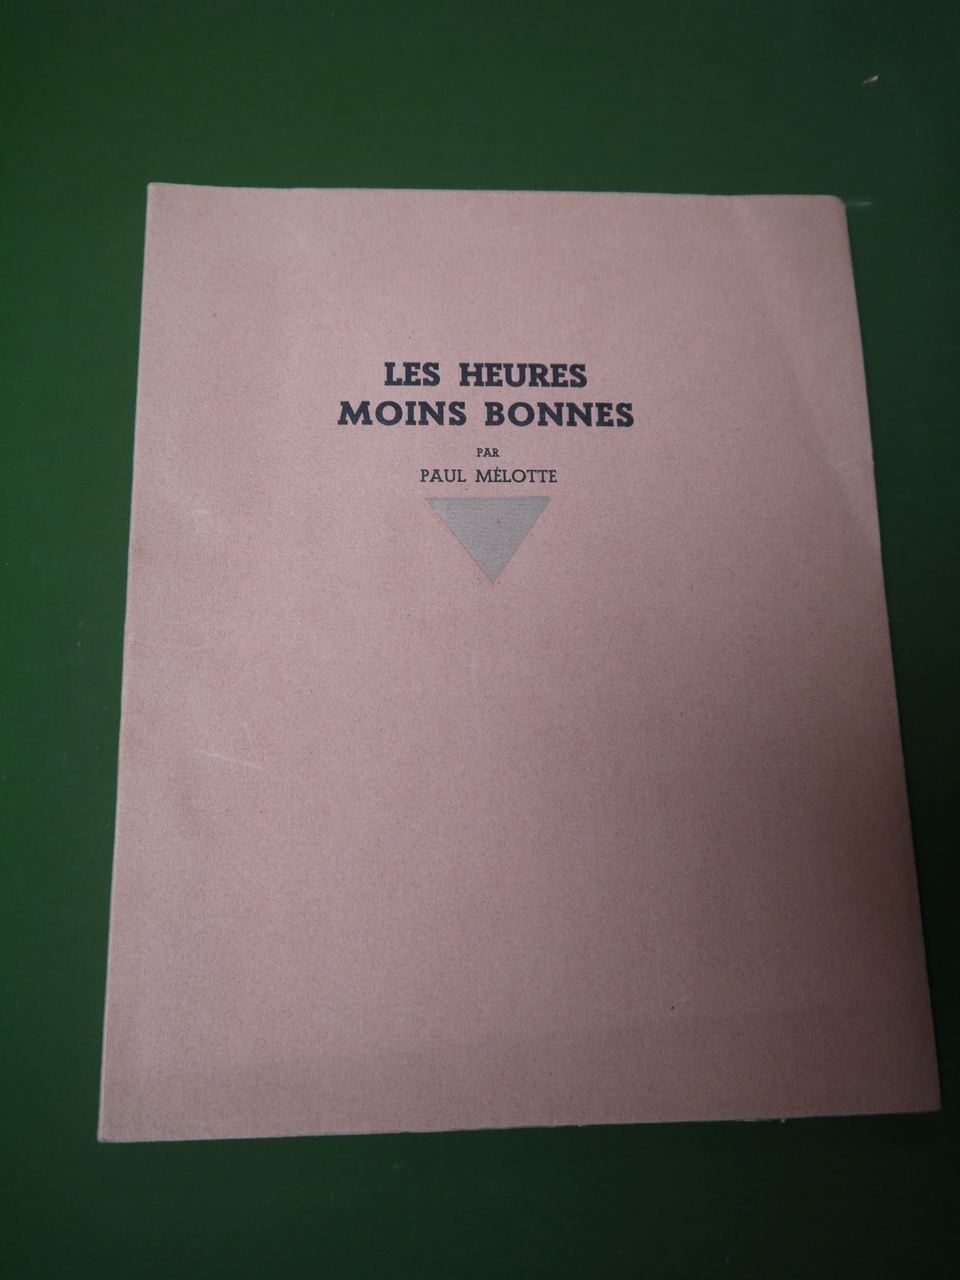 LES HEURES
MOINS BONNES
PAR
PAUL MÉLOTTE